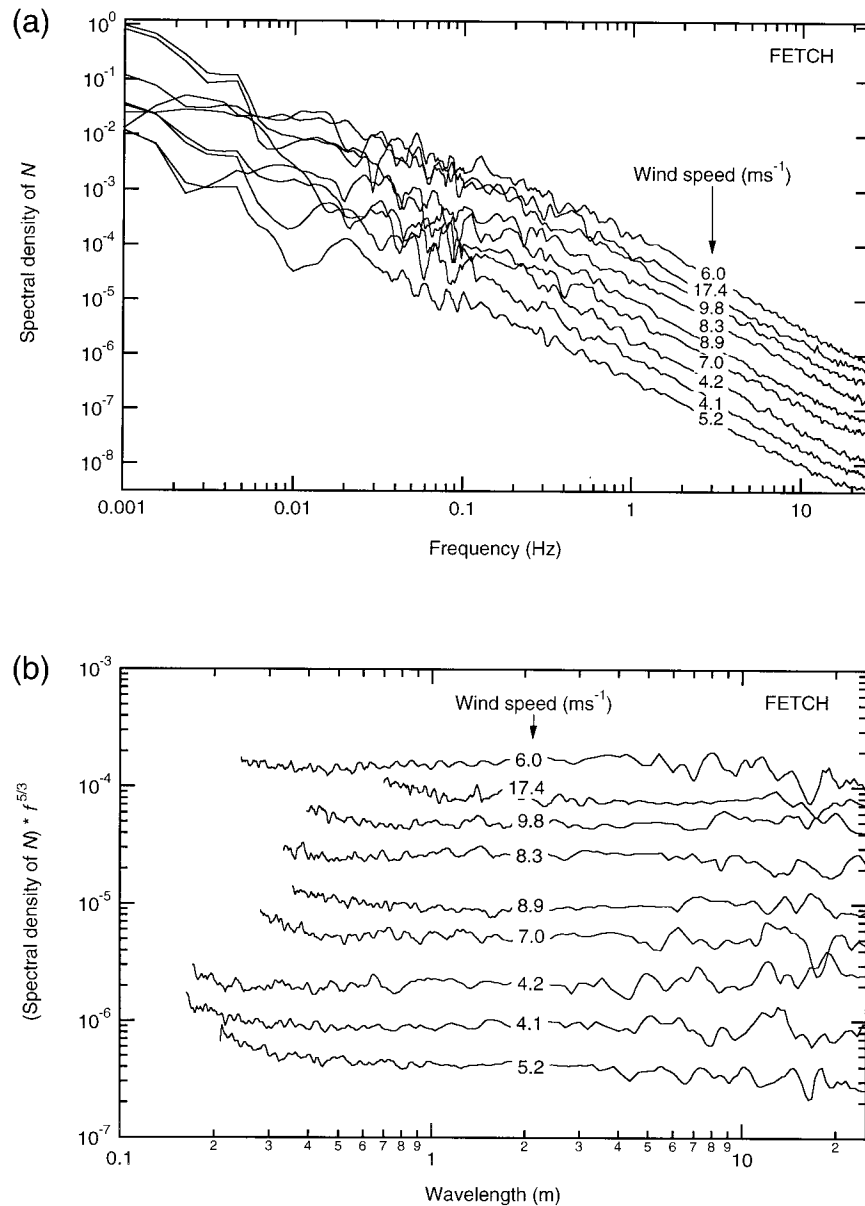 (a)
FETCH
Spectral density of N
10⁰
10⁻¹
10⁻²
10⁻³
10⁻⁴
10⁻⁵
10⁻⁶
10⁻⁷
10⁻⁸
Wind speed (ms⁻¹)
6.0
17.4
9.8
8.3
8.9
7.0
4.2
4.1
5.2
0.001 0.01 0.1 1 10
Frequency (Hz)
(b)
FETCH
(Spectral density of N) * f⁵/³
10⁻³
10⁻⁴
10⁻⁵
10⁻⁶
10⁻⁷
Wind speed (ms⁻¹)
6.0
17.4
9.8
8.3
8.9
7.0
4.2
4.1
5.2
0.1 2 3 4 5 6 7 8 9 1 2 3 4 5 6 7 8 9 10 2
Wavelength (m)